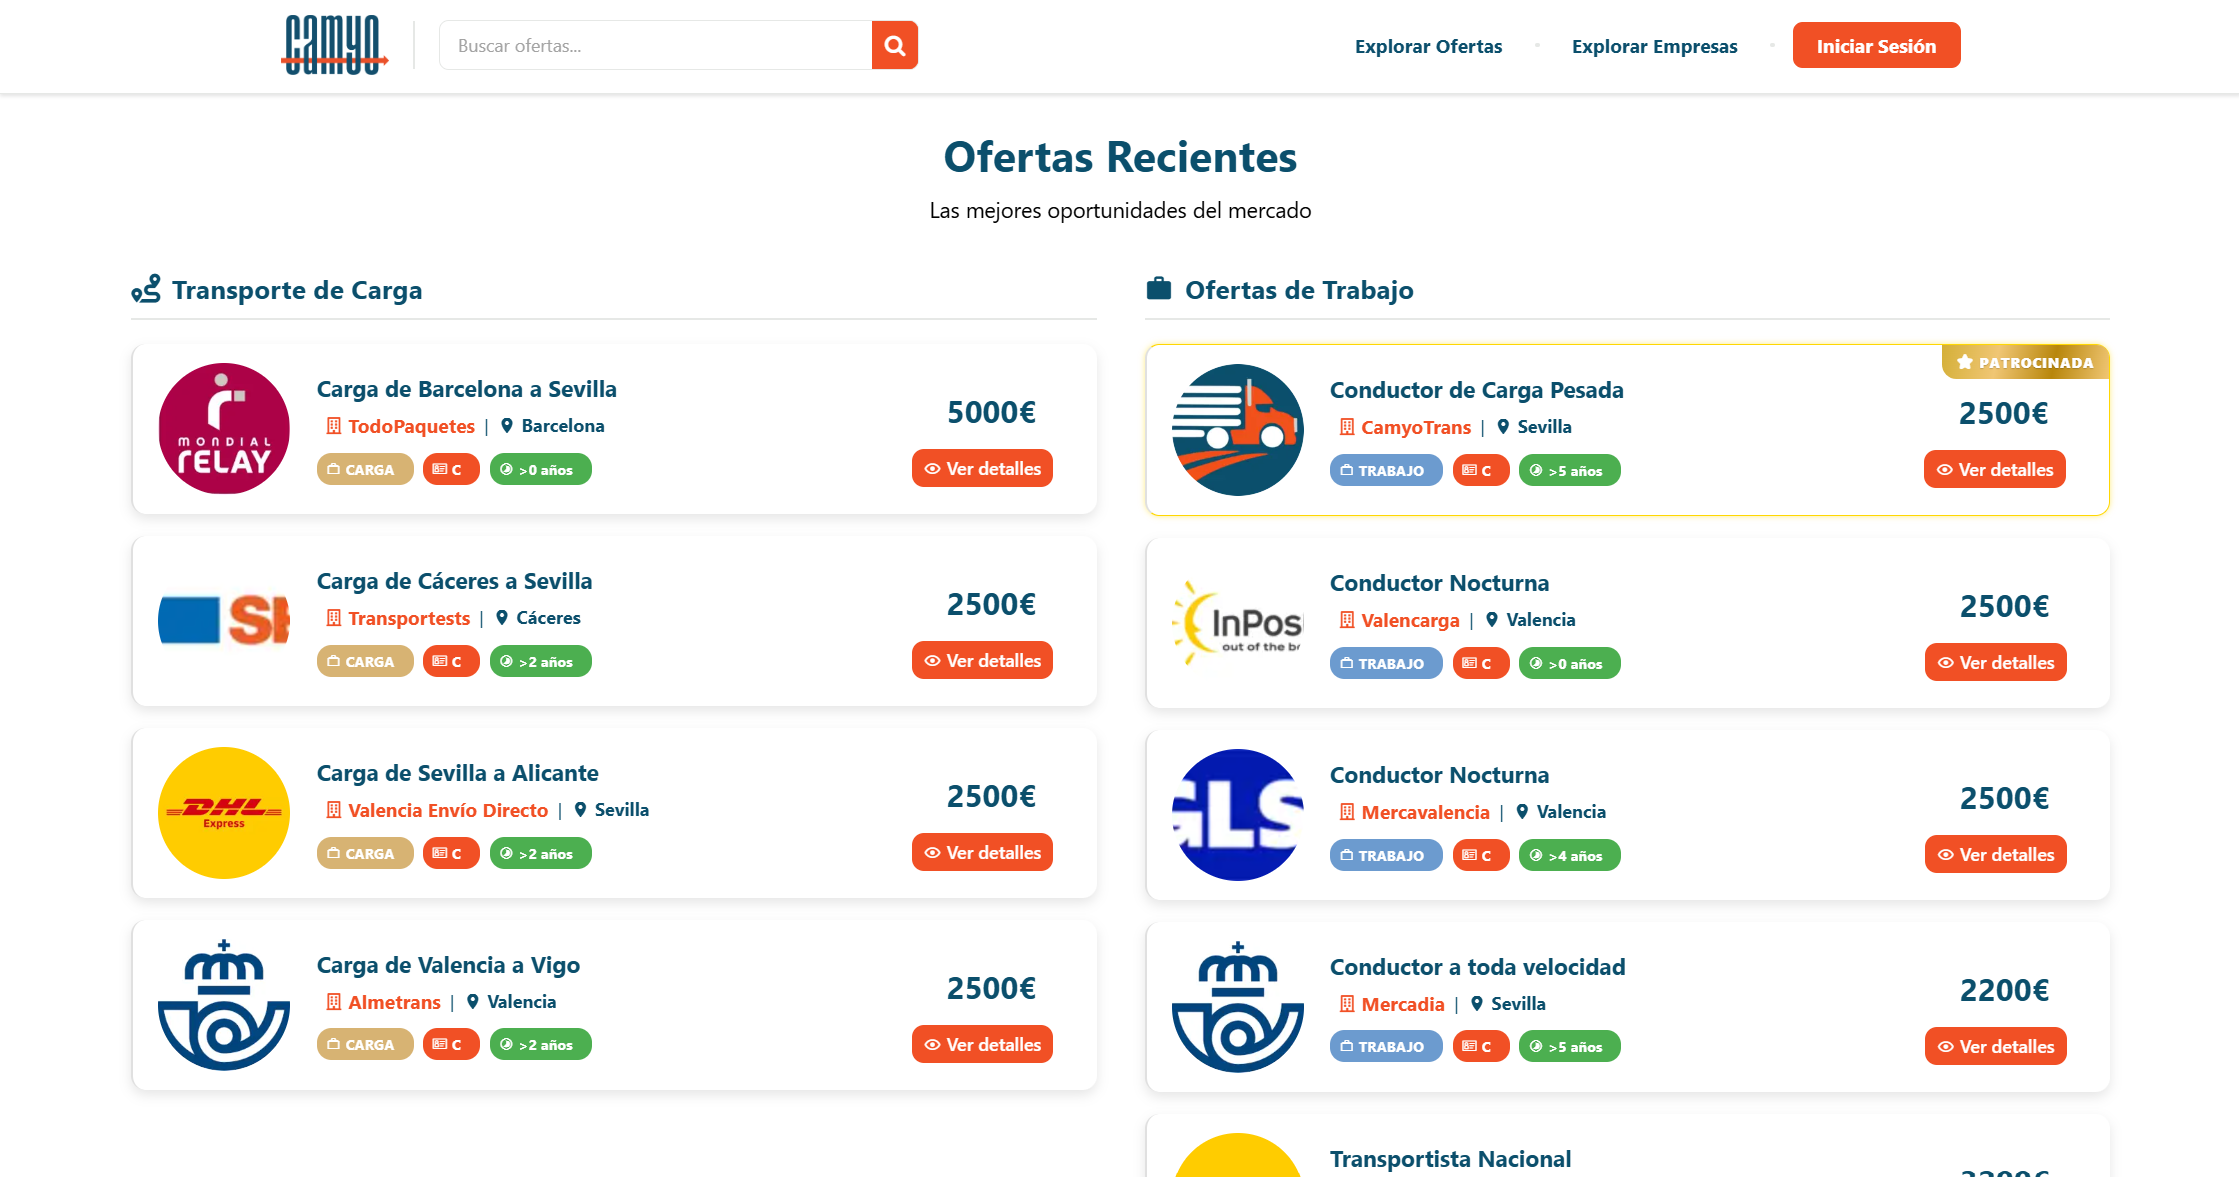 camyo
Buscar ofertas...
Explorar Ofertas
Explorar Empresas
Iniciar Sesión
Ofertas Recientes
Las mejores oportunidades del mercado
Transporte de Carga
MONDIAL
RELAY
Carga de Barcelona a Sevilla
TodoPaquetes | Barcelona
CARGA C >0 años
5000€
Ver detalles
Carga de Cáceres a Sevilla
Transportests | Cáceres
CARGA C >2 años
2500€
Ver detalles
DHL
Express
Carga de Sevilla a Alicante
Valencia Envío Directo | Sevilla
CARGA C >2 años
2500€
Ver detalles
Carga de Valencia a Vigo
Almetrans | Valencia
CARGA C >2 años
2500€
Ver detalles
Ofertas de Trabajo
PATROCINADA
Conductor de Carga Pesada
CamyoTrans | Sevilla
TRABAJO C >5 años
2500€
Ver detalles
InPos
out of the
Conductor Nocturna
Valencarga | Valencia
TRABAJO C >0 años
2500€
Ver detalles
GLS
Conductor Nocturna
Mercavalencia | Valencia
TRABAJO C >4 años
2500€
Ver detalles
Conductor a toda velocidad
Mercadia | Sevilla
TRABAJO C >5 años
2200€
Ver detalles
Transportista Nacional